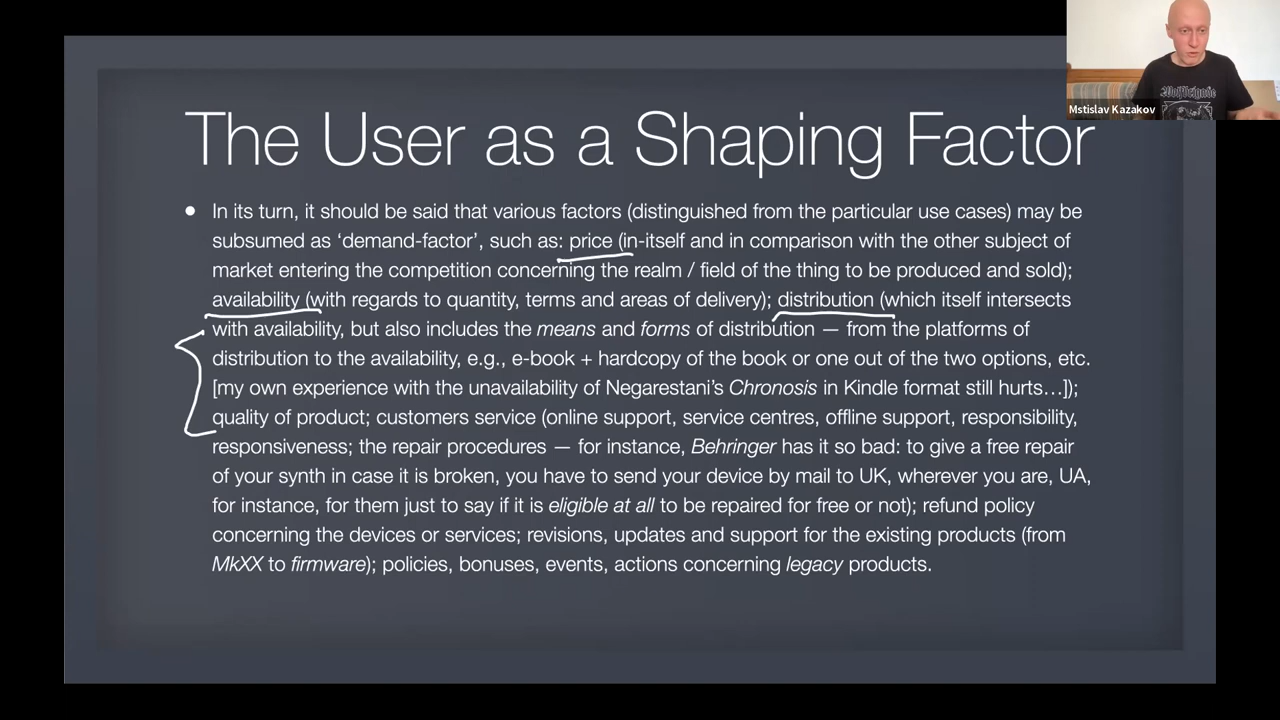 The User as a Shaping Factor
Mstislav Kazakov
• In its turn, it should be said that various factors (distinguished from the particular use cases) may be
subsumed as ‘demand-factor’, such as: price (in-itself and in comparison with the other subject of
market entering the competition concerning the realm / field of the thing to be produced and sold);
availability (with regards to quantity, terms and areas of delivery); distribution (which itself intersects
with availability, but also includes the means and forms of distribution — from the platforms of
distribution to the availability, e.g., e-book + hardcopy of the book or one out of the two options, etc.
[my own experience with the unavailability of Negarestani’s Chronosis in Kindle format still hurts…]);
quality of product; customers service (online support, service centres, offline support, responsibility,
responsiveness; the repair procedures — for instance, Behringer has it so bad: to give a free repair
of your synth in case it is broken, you have to send your device by mail to UK, wherever you are, UA,
for instance, for them just to say if it is eligible at all to be repaired for free or not); refund policy
concerning the devices or services; revisions, updates and support for the existing products (from
MkXX to firmware); policies, bonuses, events, actions concerning legacy products.